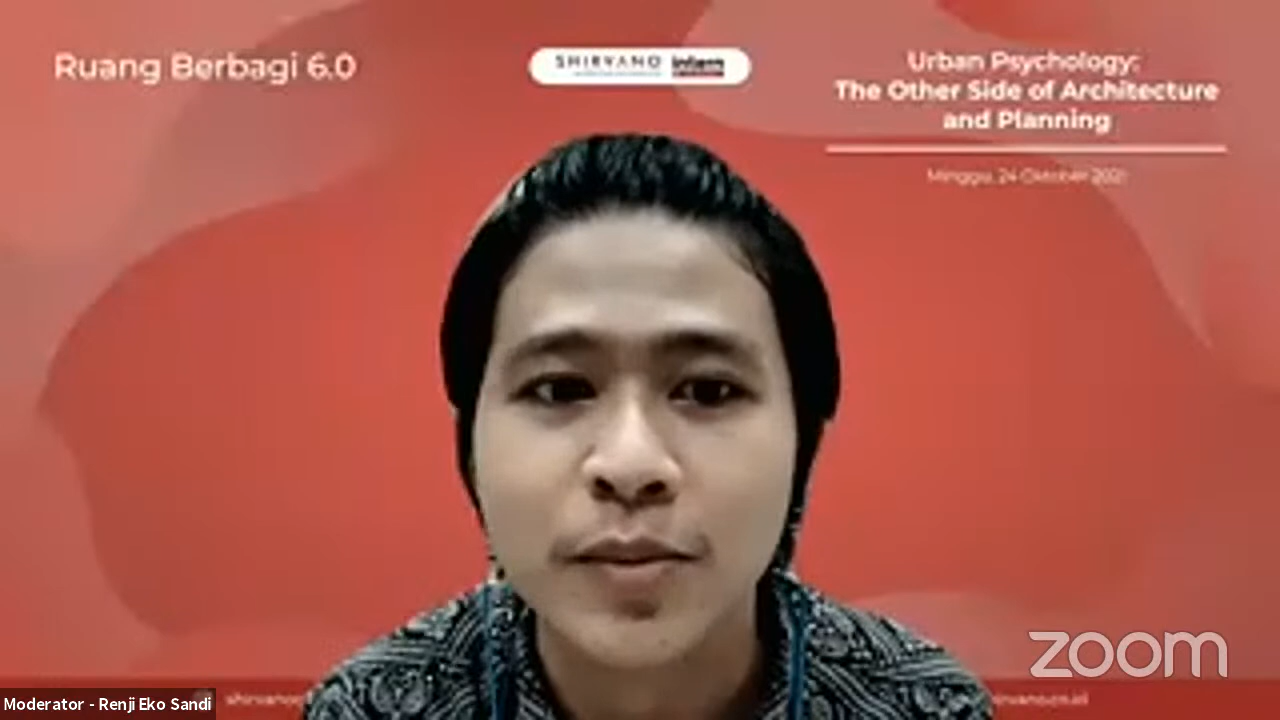 Ruang Berbagi 6.0
SHIRVANO
intern
Urban Psychology:
The Other Side of Architecture
and Planning
Minggu, 24 Oktober 2021
zoom
Moderator - Renji Eko Sandi